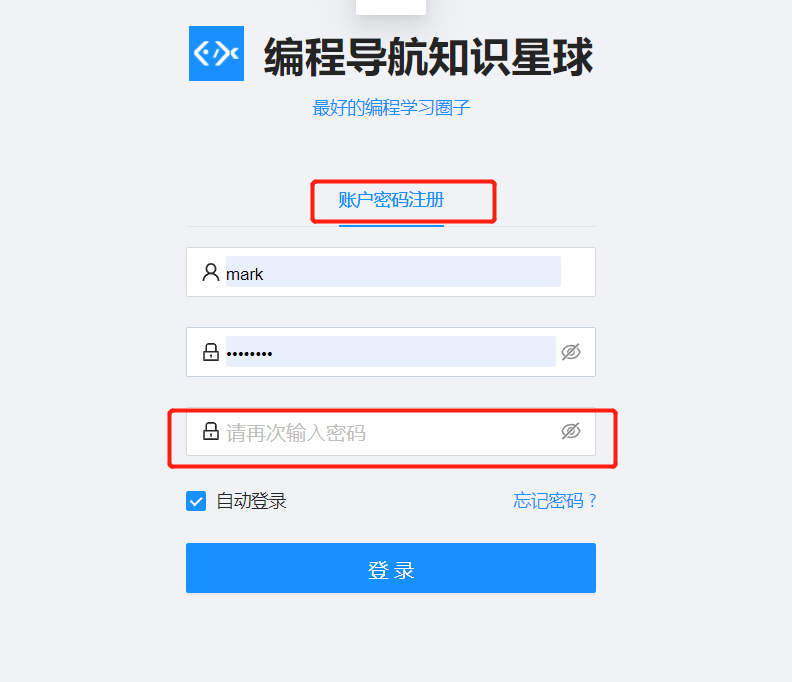 编程导航知识星球
最好的编程学习圈子
账户密码注册
mark
••••••••
请再次输入密码
自动登录 忘记密码 ?
登 录